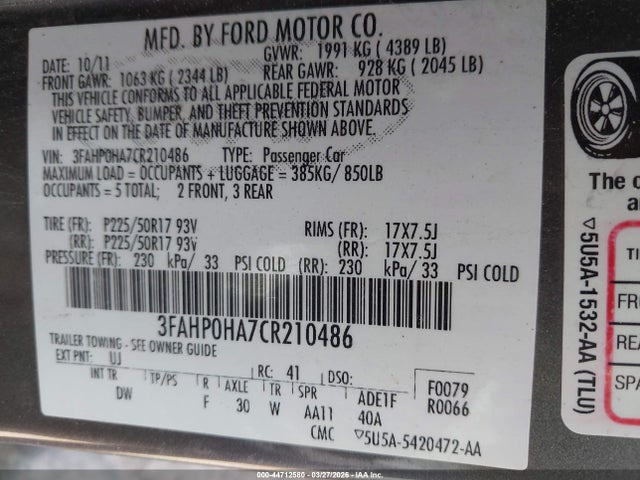 MFD. BY FORD MOTOR CO.
DATE: 10/11 GVWR: 1991 KG ( 4389 LB)
FRONT GAWR: 1063 KG ( 2344 LB) REAR GAWR: 928 KG ( 2045 LB)
THIS VEHICLE CONFORMS TO ALL APPLICABLE FEDERAL MOTOR
VEHICLE SAFETY, BUMPER, AND THEFT PREVENTION STANDARDS
IN EFFECT ON THE DATE OF MANUFACTURE SHOWN ABOVE.
VIN: 3FAHP0HA7CR210486 TYPE: Passenger Car
MAXIMUM LOAD = OCCUPANTS + LUGGAGE = 385KG/ 850LB
OCCUPANTS = 5 TOTAL; 2 FRONT, 3 REAR
TIRE (FR): P225/50R17 93V RIMS (FR): 17X7.5J
(RR): P225/50R17 93V (RR): 17X7.5J
PRESSURE (FR): 230 kPa/ 33 PSI COLD (RR): 230 kPa/ 33 PSI COLD
3FAHP0HA7CR210486
TRAILER TOWING - SEE OWNER GUIDE
EXT PNT: UJ RC: 41 DSO: F0079
INT TR TP/PS R AXLE TR SPR ADE1F R0066
DW F 30 W AA11 40A
CMC ▽5U5A-5420472-AA
The
a
TI
FRO
REA
SPA
▽5U5A-1532-AA (TLU)
000-44712580 03/27/2026 IAA